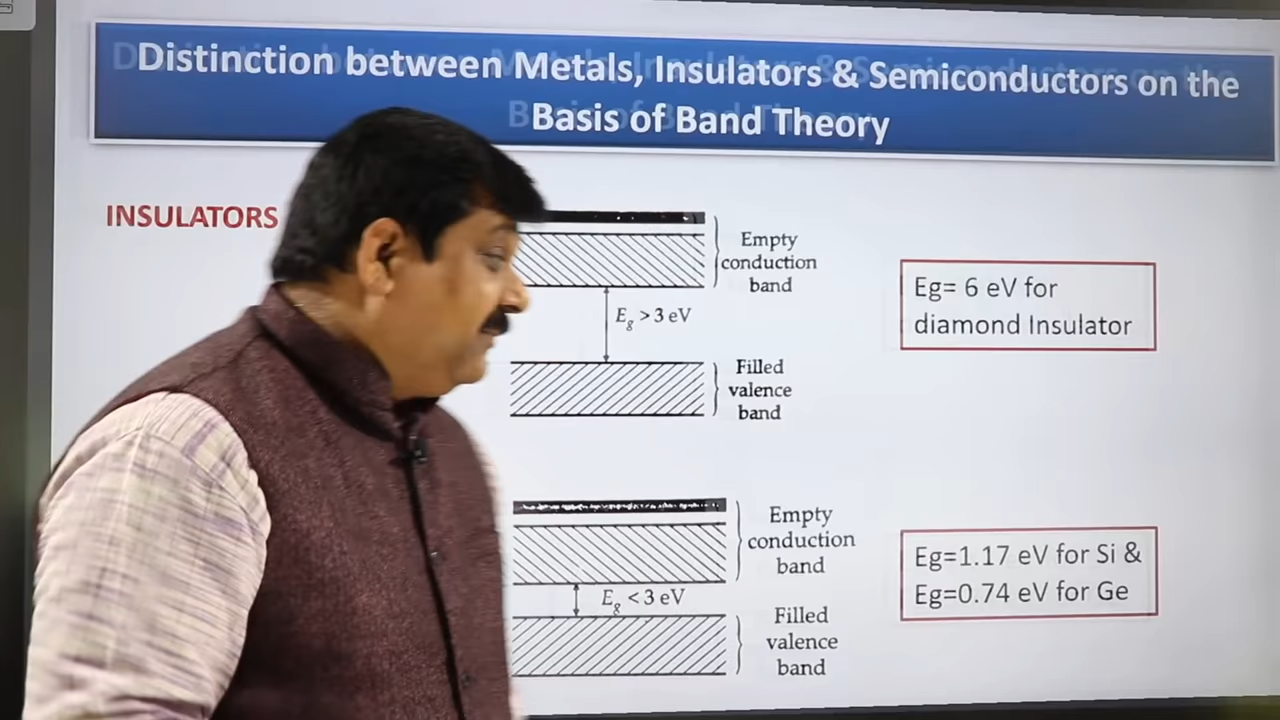 Distinction between Metals, Insulators & Semiconductors on the
Basis of Band Theory
INSULATORS
Empty
conduction
band
Eg > 3 eV
Filled
valence
band
Eg= 6 eV for
diamond Insulator
Empty
conduction
band
Eg < 3 eV
Filled
valence
band
Eg=1.17 eV for Si &
Eg=0.74 eV for Ge